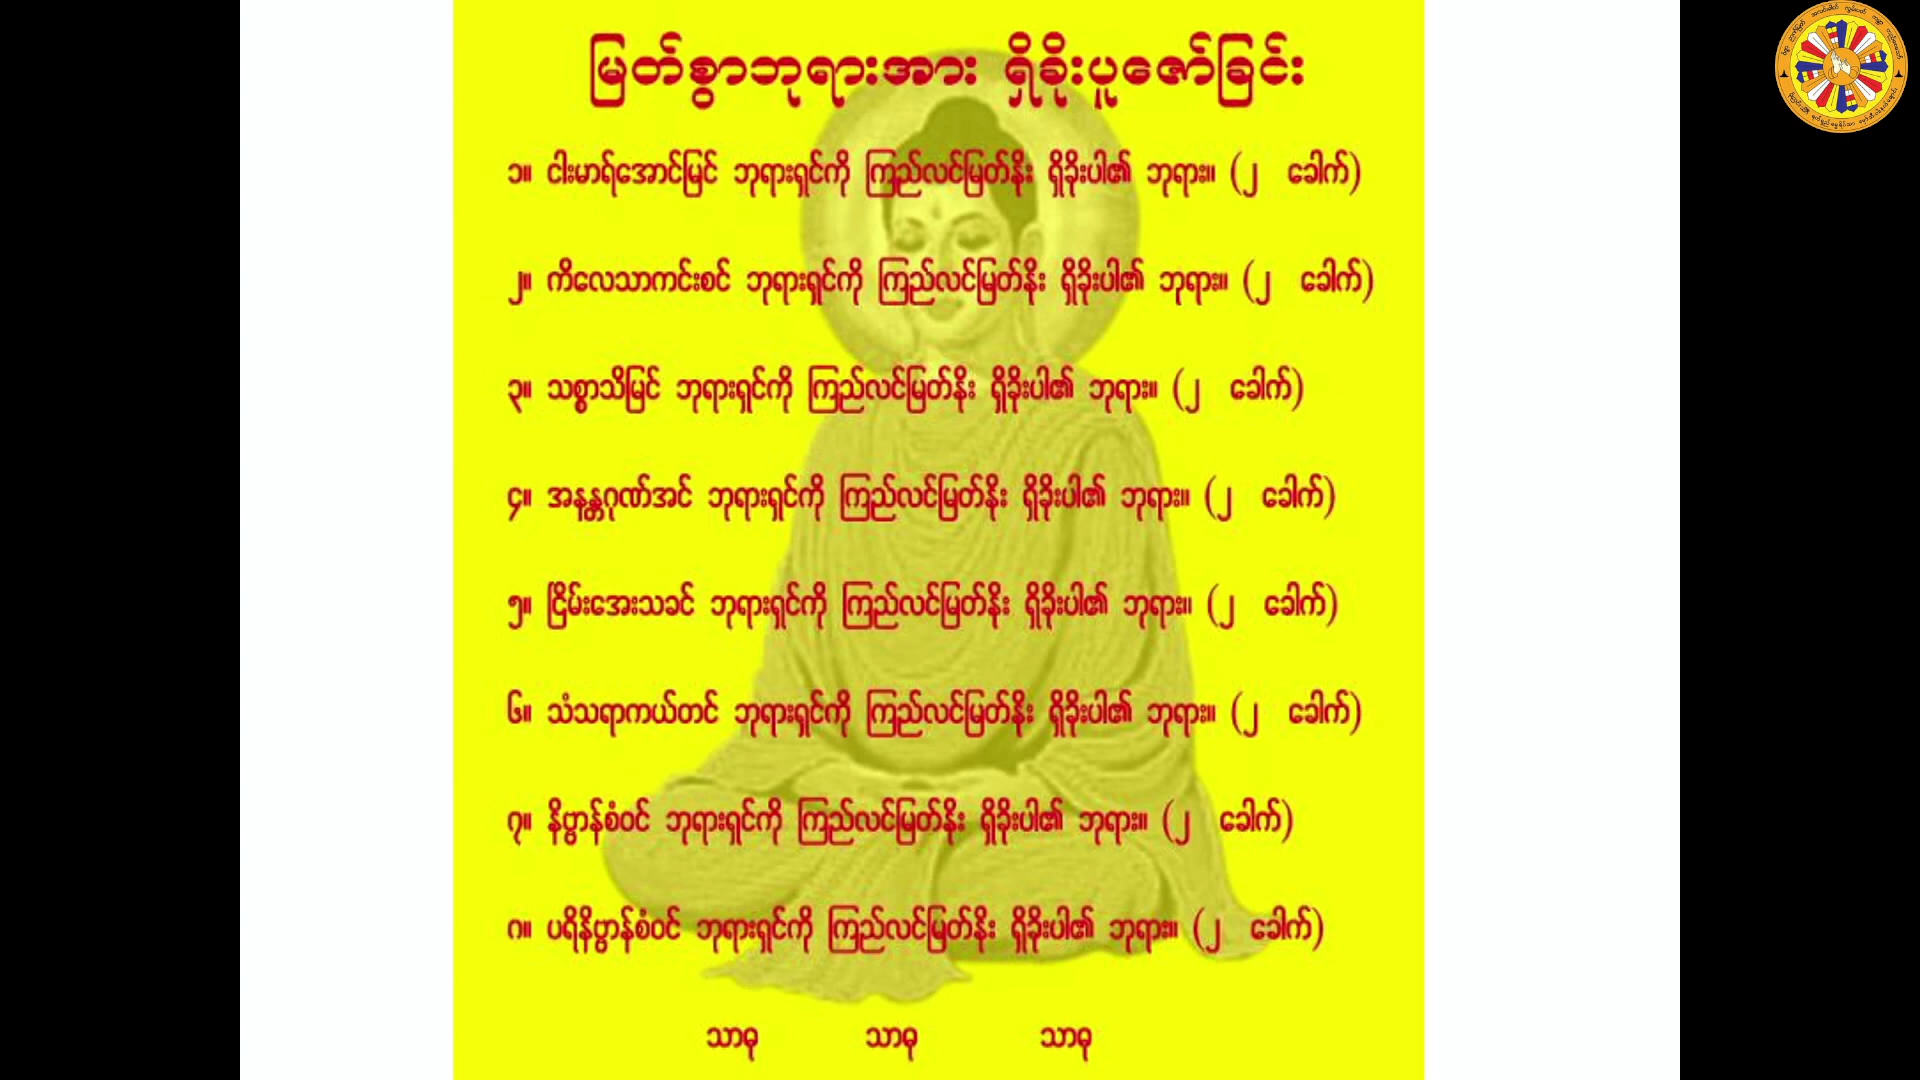 မြတ်စွာဘုရားအား ရှိခိုးပူဇော်ခြင်း
၁။ ငါးမာရ်အောင်မြင် ဘုရားရှင်ကို ကြည်လင်မြတ်နိုး ရှိခိုးပါ၏ ဘုရား။ (၂ ခေါက်)
၂။ ကိလေသာကင်းစင် ဘုရားရှင်ကို ကြည်လင်မြတ်နိုး ရှိခိုးပါ၏ ဘုရား။ (၂ ခေါက်)
၃။ သစ္စာသိမြင် ဘုရားရှင်ကို ကြည်လင်မြတ်နိုး ရှိခိုးပါ၏ ဘုရား။ (၂ ခေါက်)
၄။ အနန္တဂုဏ်အင် ဘုရားရှင်ကို ကြည်လင်မြတ်နိုး ရှိခိုးပါ၏ ဘုရား။ (၂ ခေါက်)
၅။ ငြိမ်းအေးသခင် ဘုရားရှင်ကို ကြည်လင်မြတ်နိုး ရှိခိုးပါ၏ ဘုရား။ (၂ ခေါက်)
၆။ သံသရာကယ်တင် ဘုရားရှင်ကို ကြည်လင်မြတ်နိုး ရှိခိုးပါ၏ ဘုရား။ (၂ ခေါက်)
၇။ နိဗ္ဗာန်စံဝင် ဘုရားရှင်ကို ကြည်လင်မြတ်နိုး ရှိခိုးပါ၏ ဘုရား။ (၂ ခေါက်)
၈။ ပရိနိဗ္ဗာန်စံဝင် ဘုရားရှင်ကို ကြည်လင်မြတ်နိုး ရှိခိုးပါ၏ ဘုရား။ (၂ ခေါက်)
သာဓု သာဓု သာဓု